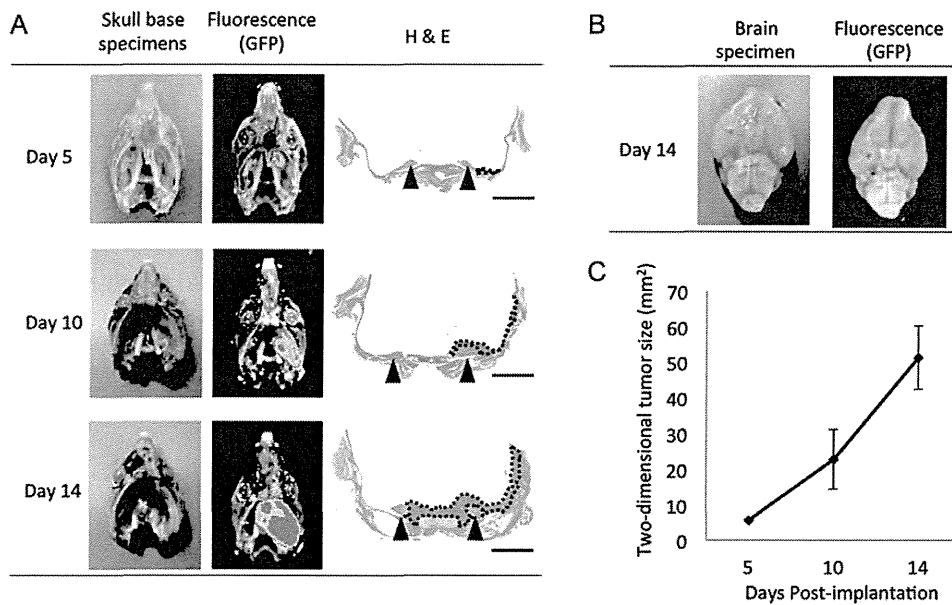 A
Skull base
specimens
Fluorescence
(GFP)
H & E
Day 5
Day 10
Day 14
B
Brain
specimen
Fluorescence
(GFP)
Day 14
C
Two-dimensional tumor size (mm²)
70
60
50
40
30
20
10
0
5
10
14
Days Post-implantation